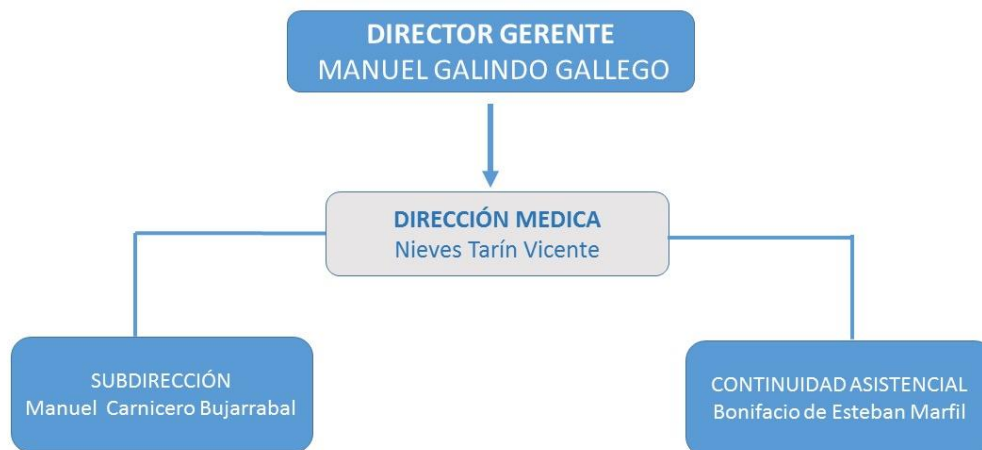 DIRECTOR GERENTE
MANUEL GALINDO GALLEGO
DIRECCIÓN MEDICA
Nieves Tarín Vicente
SUBDIRECCIÓN
Manuel Carnicero Bujarrabal
CONTINUIDAD ASISTENCIAL
Bonifacio de Esteban Marfil